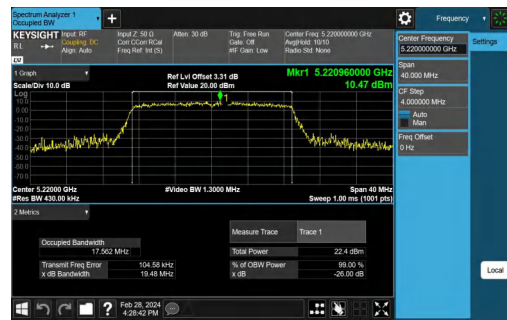 Spectrum Analyzer 1
Occupied BW
Frequency
Settings
KEYSIGHT
Input: RF
Coupling: DC
Align: Auto
Input Z: 50 Ω
Corr CCorr RCal
Freq Ref: Int (S)
Atten: 30 dB
Trig: Free Run
Gate: Off
#IF Gain: Low
Center Freq: 5.220000000 GHz
Avg|Hold: 10/10
Radio Std: None
RL
LV
Center Frequency
5.220000000 GHz
Span
40.000 MHz
CF Step
4.000000 MHz
Auto
Man
Freq Offset
0 Hz
Local
1 Graph
Scale/Div 10.0 dB
Ref Lvl Offset 3.31 dB
Ref Value 20.00 dBm
Mkr1 5.220960000 GHz
10.47 dBm
Log
10.0
0.00
-10.0
-20.0
-30.0
-40.0
-50.0
-60.0
-70.0
1
Center 5.22000 GHz
#Res BW 430.00 kHz
#Video BW 1.3000 MHz
Span 40 MHz
Sweep 1.00 ms (1001 pts)
2 Metrics
Measure Trace
Trace 1
Occupied Bandwidth
17.562 MHz
Total Power
22.4 dBm
Transmit Freq Error
104.58 kHz
% of OBW Power
99.00 %
x dB Bandwidth
19.48 MHz
x dB
-26.00 dB
?
Feb 28, 2024
4:28:42 PM